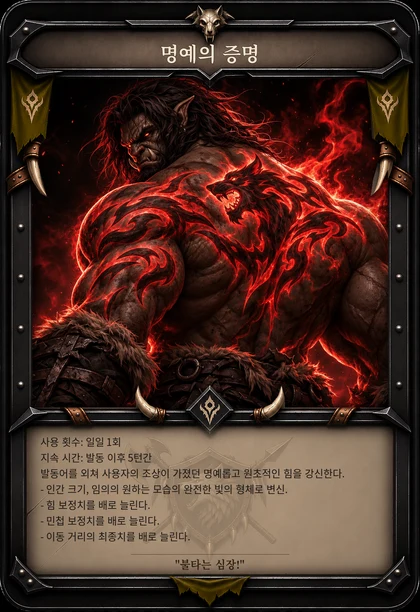 명예의 증명
사용 횟수: 일일 1회
지속 시간: 발동 이후 5턴간
발동어를 외쳐 사용자의 조상이 가졌던 명예롭고 원초적인 힘을 강신한다.
- 인간 크기, 임의의 원하는 모습의 완전한 빛의 형체로 변신.
- 힘 보정치를 배로 늘린다.
- 민첩 보정치를 배로 늘린다.
- 이동 거리의 최종치를 배로 늘린다.
"불타는 심장!"